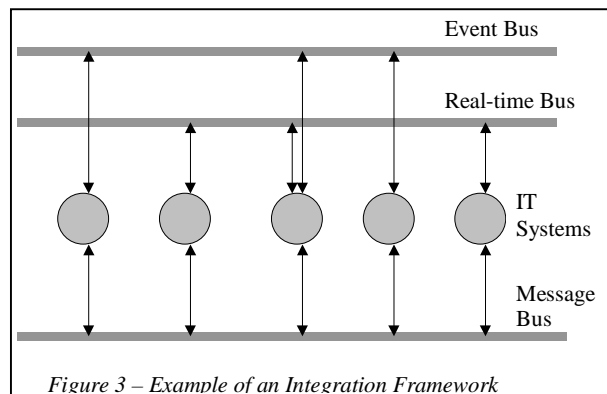 Event Bus
Real-time Bus
IT
Systems
Message
Bus
Figure 3 – Example of an Integration Framework